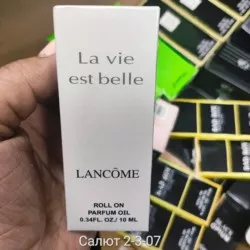 La vie
est belle
LANCÔME
ROLL ON
PARFUM OIL
0.34FL. OZ/ 10 ML
Салют 2-3-07